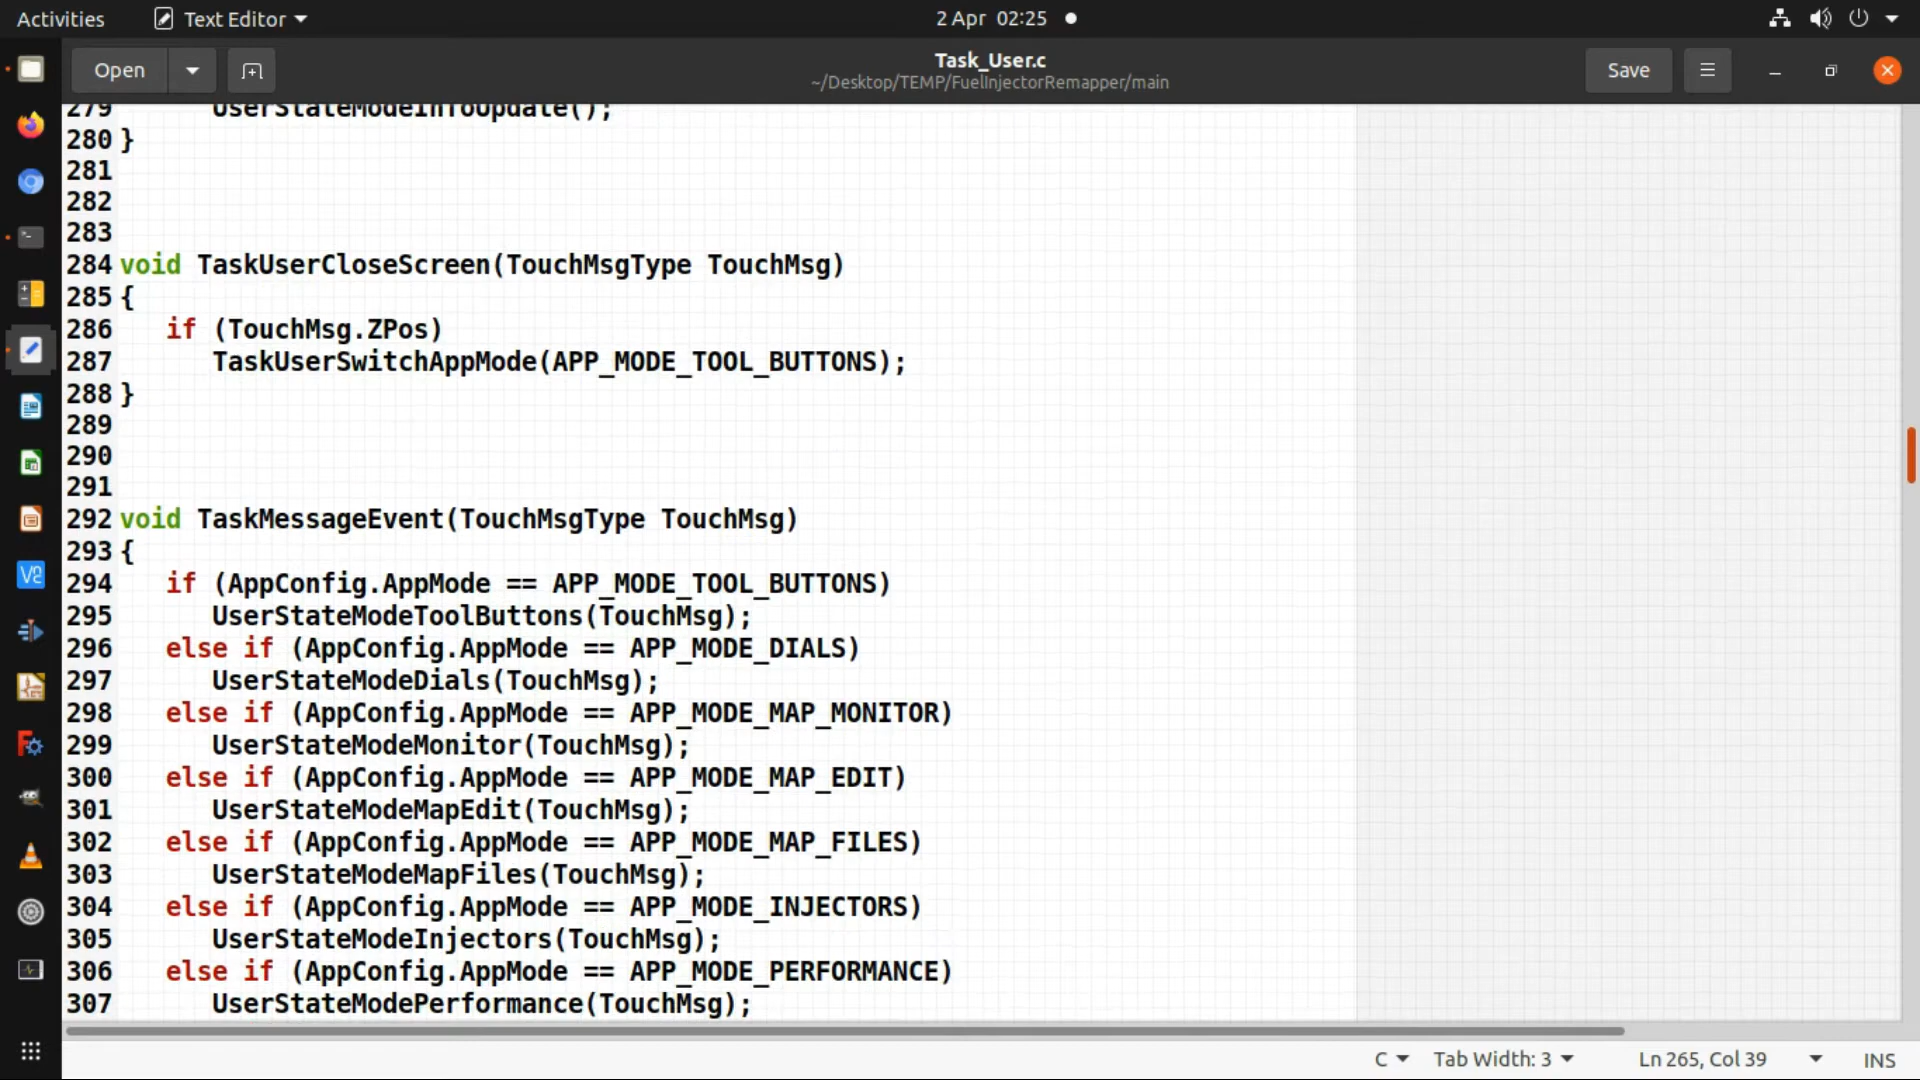 Activities
Text Editor
2 Apr 02:25
Open
Task_User.c
~/Desktop/TEMP/FuelInjectorRemapper/main
Save
279 UserStateModeInfoUpdate();
280 }
281
282
283
284 void TaskUserCloseScreen(TouchMsgType TouchMsg)
285 {
286 if (TouchMsg.ZPos)
287 TaskUserSwitchAppMode(APP_MODE_TOOL_BUTTONS);
288 }
289
290
291
292 void TaskMessageEvent(TouchMsgType TouchMsg)
293 {
294 if (AppConfig.AppMode == APP_MODE_TOOL_BUTTONS)
295 UserStateModeToolButtons(TouchMsg);
296 else if (AppConfig.AppMode == APP_MODE_DIALS)
297 UserStateModeDials(TouchMsg);
298 else if (AppConfig.AppMode == APP_MODE_MAP_MONITOR)
299 UserStateModeMonitor(TouchMsg);
300 else if (AppConfig.AppMode == APP_MODE_MAP_EDIT)
301 UserStateModeMapEdit(TouchMsg);
302 else if (AppConfig.AppMode == APP_MODE_MAP_FILES)
303 UserStateModeMapFiles(TouchMsg);
304 else if (AppConfig.AppMode == APP_MODE_INJECTORS)
305 UserStateModeInjectors(TouchMsg);
306 else if (AppConfig.AppMode == APP_MODE_PERFORMANCE)
307 UserStateModePerformance(TouchMsg);
C
Tab Width: 3
Ln 265, Col 39
INS